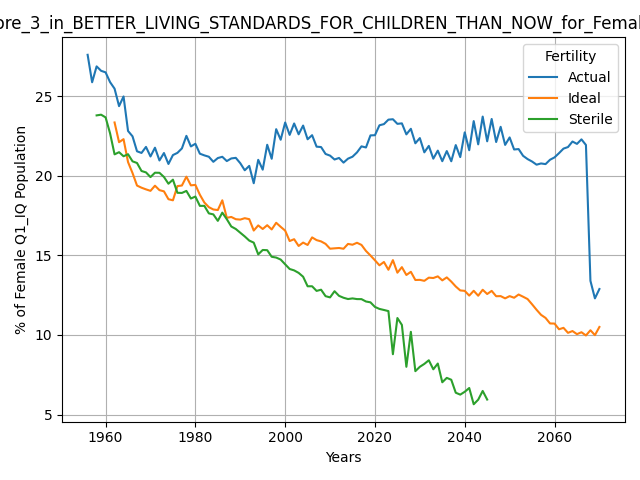 ore_3_in_BETTER_LIVING_STANDARDS_FOR_CHILDREN_THAN_NOW_for_Femal
Fertility
Actual
Ideal
Sterile
% of Female Q1_IQ Population
25
20
15
10
5
1960 1980 2000 2020 2040 2060
Years